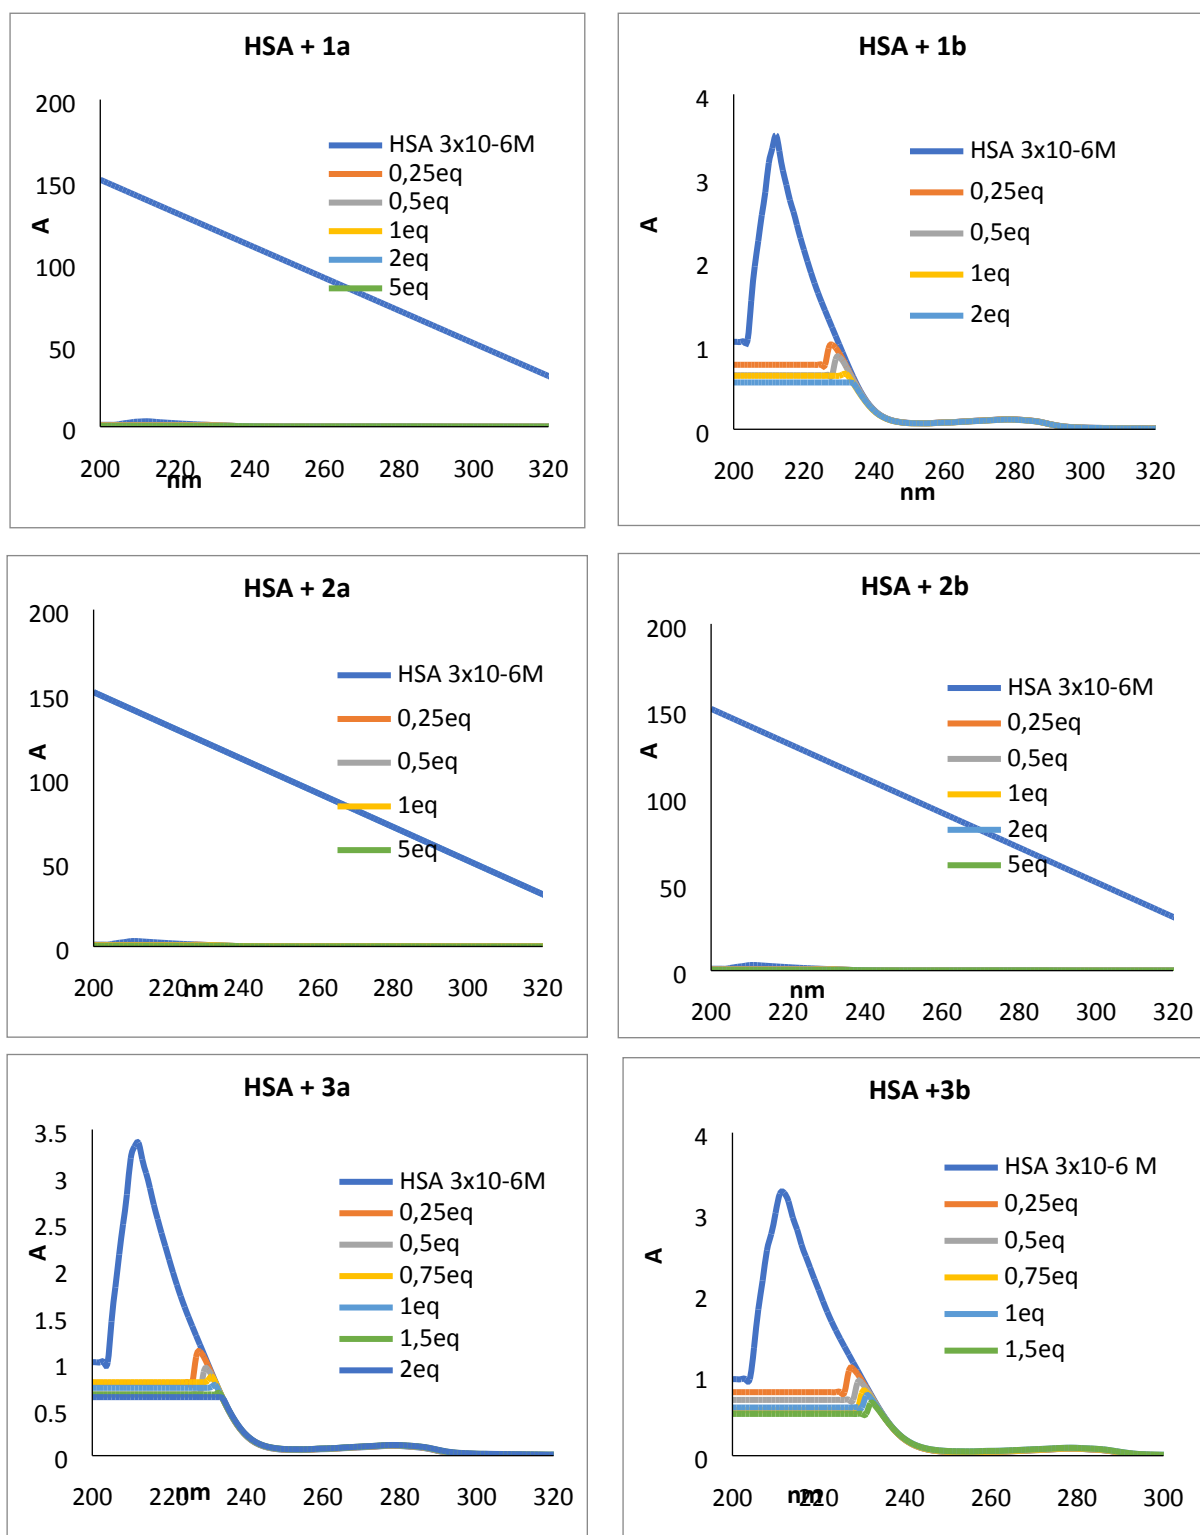 HSA + 1a
200
150
100
50
0
A
HSA 3x10-6M
0,25eq
0,5eq
1eq
2eq
5eq
200 220 240 260 280 300 320
nm
HSA + 1b
4
3
2
1
0
A
HSA 3x10-6M
0,25eq
0,5eq
1eq
2eq
200 220 240 260 280 300 320
nm
HSA + 2a
200
150
100
50
0
A
HSA 3x10-6M
0,25eq
0,5eq
1eq
5eq
200 220 240 260 280 300 320
nm
HSA + 2b
200
150
100
50
0
A
HSA 3x10-6M
0,25eq
0,5eq
1eq
2eq
5eq
200 220 240 260 280 300 320
nm
HSA + 3a
3.5
3
2.5
2
1.5
1
0.5
0
A
HSA 3x10-6M
0,25eq
0,5eq
0,75eq
1eq
1,5eq
2eq
200 220 240 260 280 300 320
nm
HSA +3b
4
3
2
1
0
A
HSA 3x10-6 M
0,25eq
0,5eq
0,75eq
1eq
1,5eq
200 220 240 260 280 300
nm